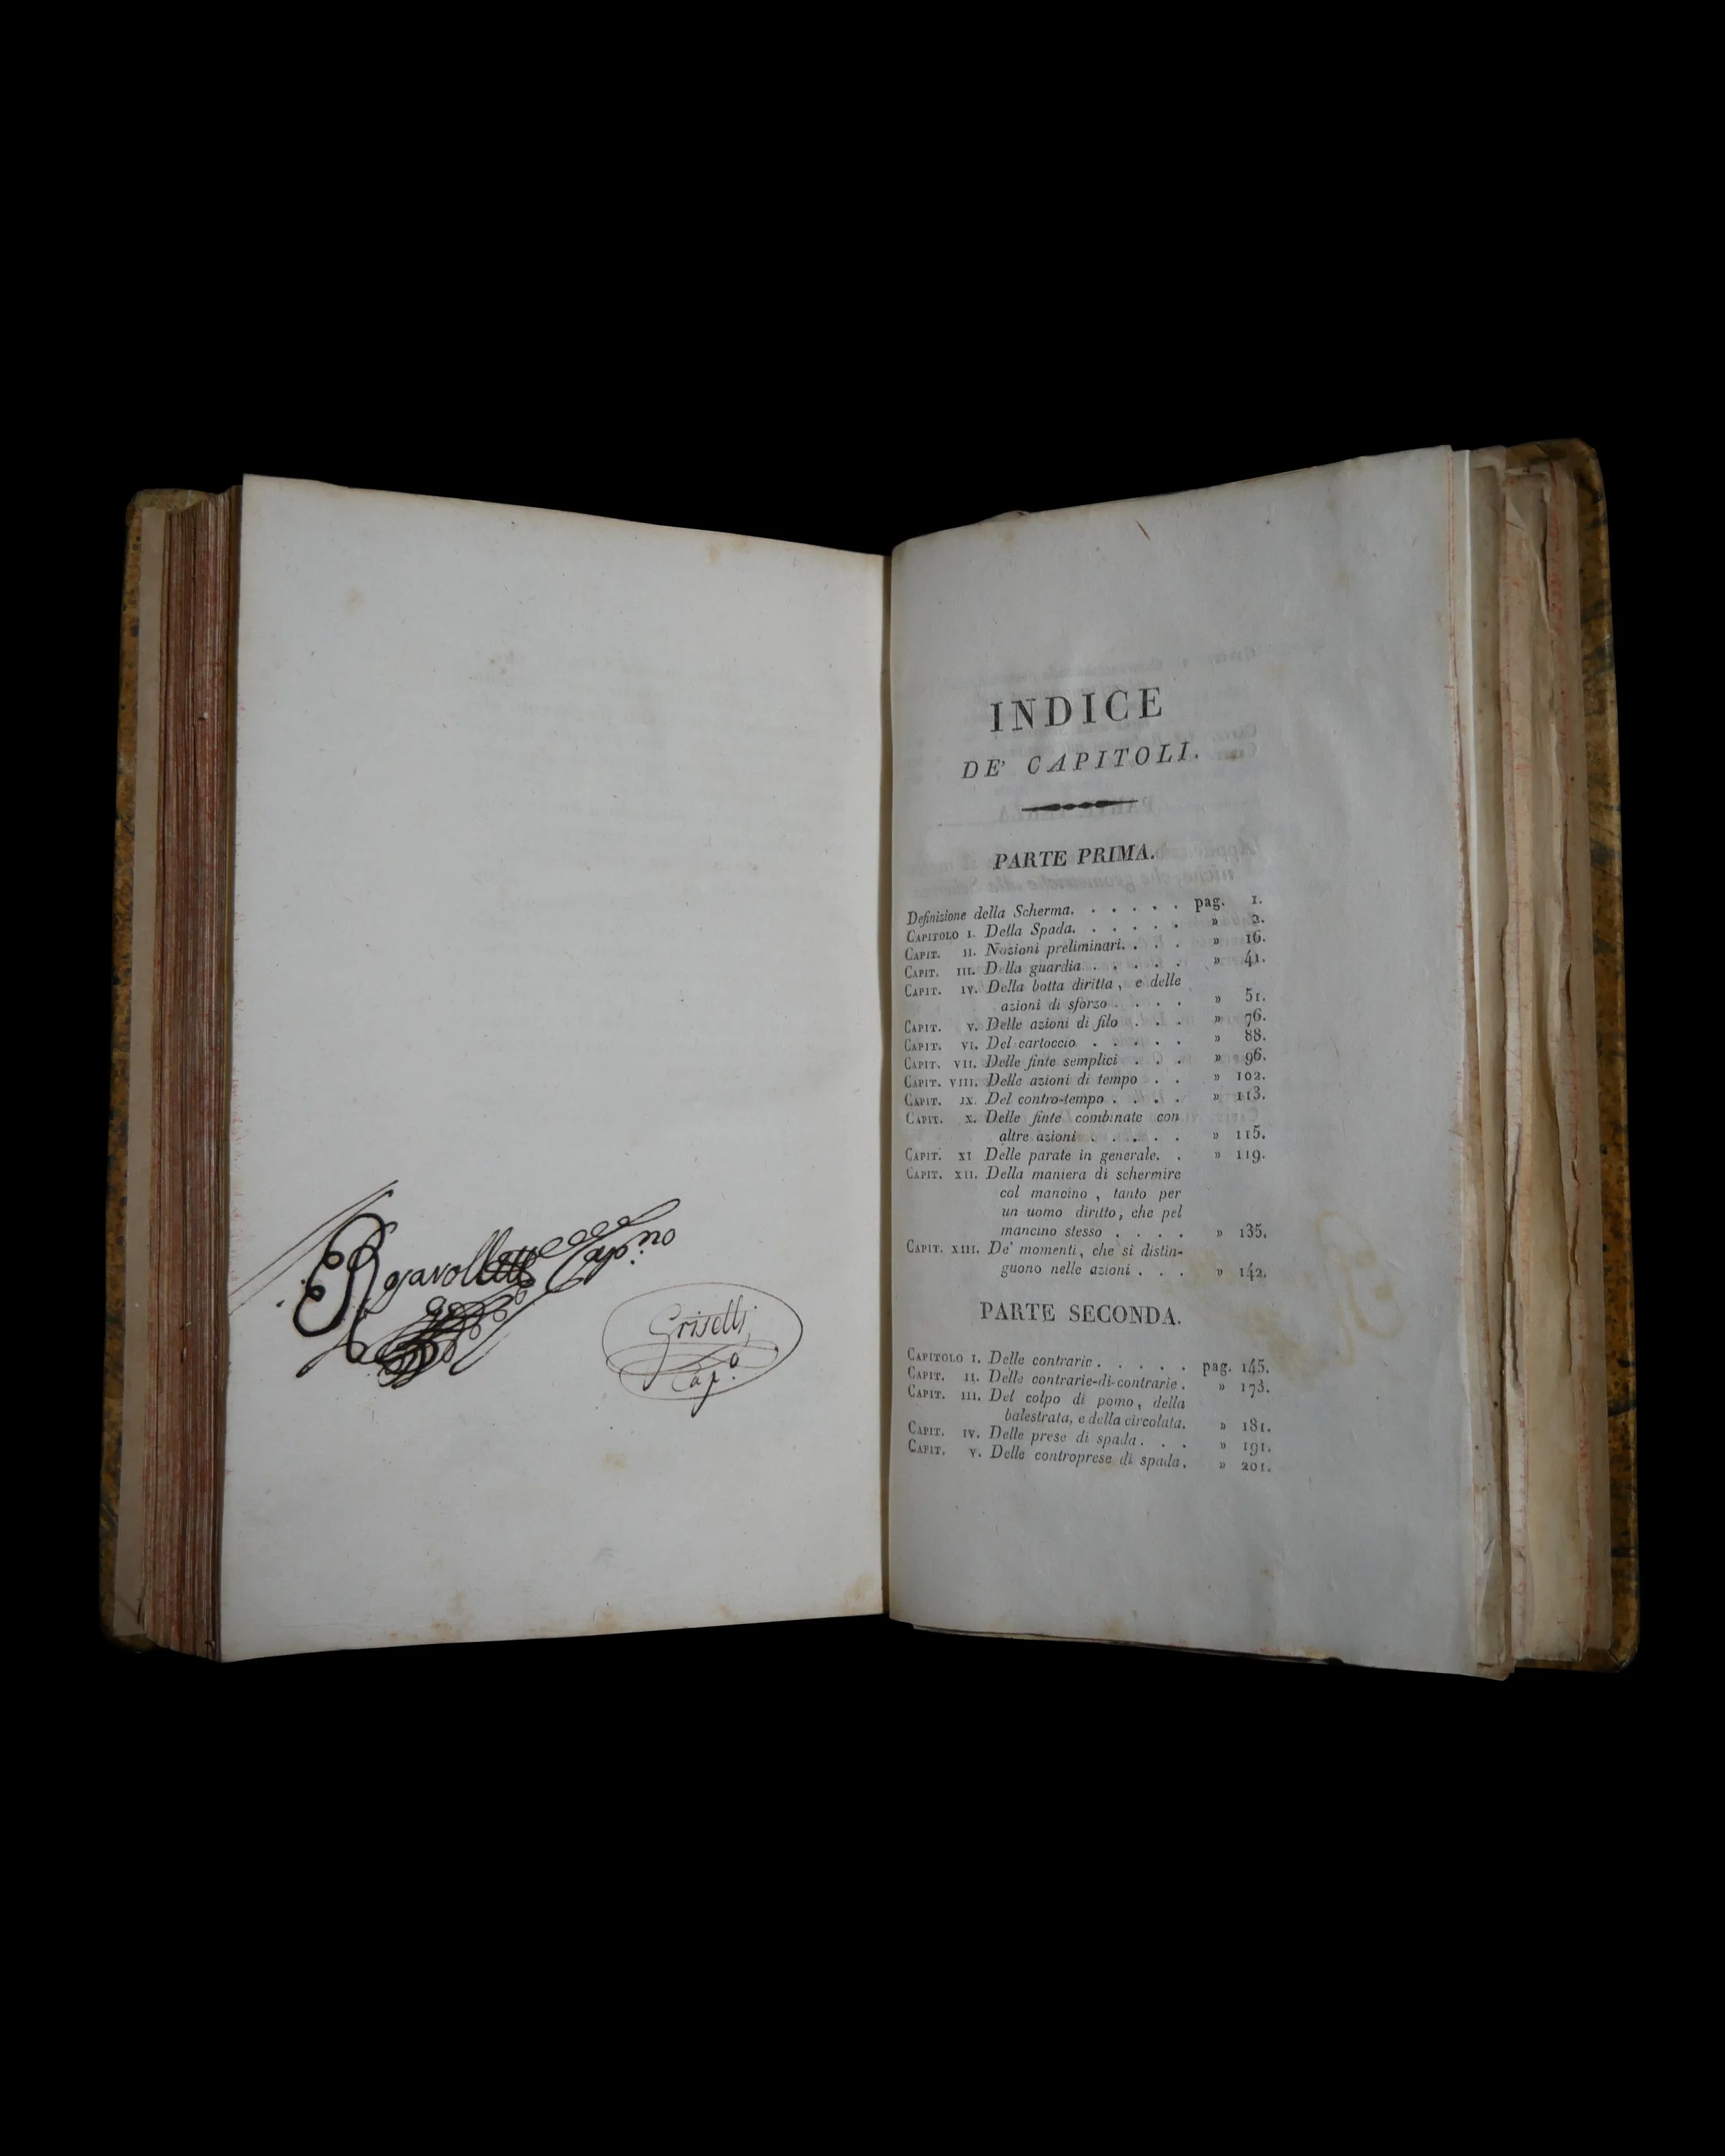 Grisetti
Cap.º
INDICE
DE' CAPITOLI.
PARTE PRIMA.
Definizione della Scherma. . . . . . pag. 1.
CAPITOLO I. Della Spada. . . . . . » 2.
CAPIT. II. Nozioni preliminari. . . . » 16.
CAPIT. III. Della guardia. . . . . . » 41.
CAPIT. IV. Della botta diritta, e delle
azioni di sforzo . . . . » 51.
CAPIT. V. Delle azioni di filo . . . » 76.
CAPIT. VI. Del cartoccio . . . . . » 88.
CAPIT. VII. Delle finte semplici . . . » 96.
CAPIT. VIII. Delle azioni di tempo . . » 102.
CAPIT. IX. Del contro-tempo . . . . » 113.
CAPIT. X. Delle finte combinate con
altre azioni . . . . . » 115.
CAPIT. XI Delle parate in generale. . » 119.
CAPIT. XII. Della maniera di schermire
col mancino, tanto per
un uomo diritto, che pel
mancino stesso . . . . » 135.
CAPIT. XIII. De' momenti, che si distin-
guono nelle azioni . . . » 142.
PARTE SECONDA.
CAPITOLO I. Delle contrarie . . . . . pag. 145.
CAPIT. II. Delle contrarie-di-contrarie . » 173.
CAPIT. III. Del colpo di pomo, della
balestrata, e della circolata. » 181.
CAPIT. IV. Delle prese di spada. . . » 191.
CAPIT. V. Delle controprese di spada. » 201.